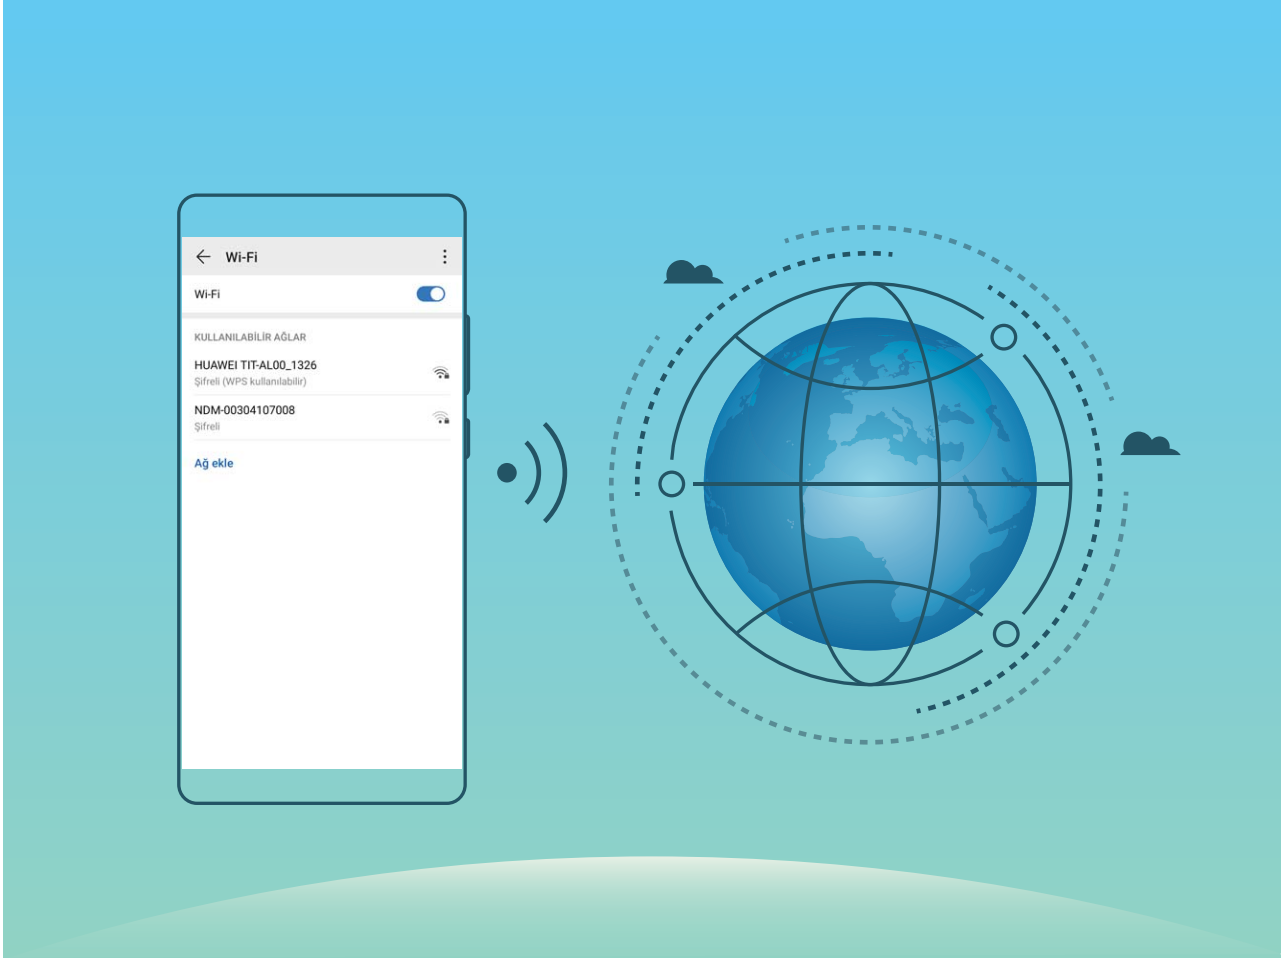 Wi-Fi
Wi-Fi
KULLANILABİLİR AĞLAR
HUAWEI TIT-AL00_1326
Şifreli (WPS kullanılabilir)
NDM-00304107008
Şifreli
Ağ ekle